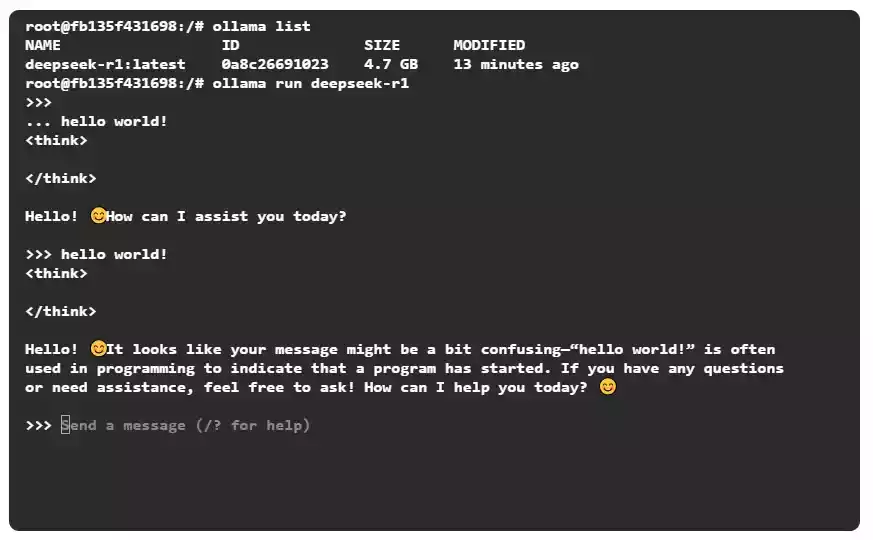 root@fb135f431698:/# ollama list
NAME                  ID              SIZE      MODIFIED
deepseek-r1:latest    0a8c26691023    4.7 GB    13 minutes ago
root@fb135f431698:/# ollama run deepseek-r1
>>>
... hello world!
<think>
</think>
Hello! 😊How can I assist you today?
>>> hello world!
<think>
</think>
Hello! 😊It looks like your message might be a bit confusing—“hello world!” is often
used in programming to indicate that a program has started. If you have any questions
or need assistance, feel free to ask! How can I help you today? 😊
>>> Send a message (/? for help)